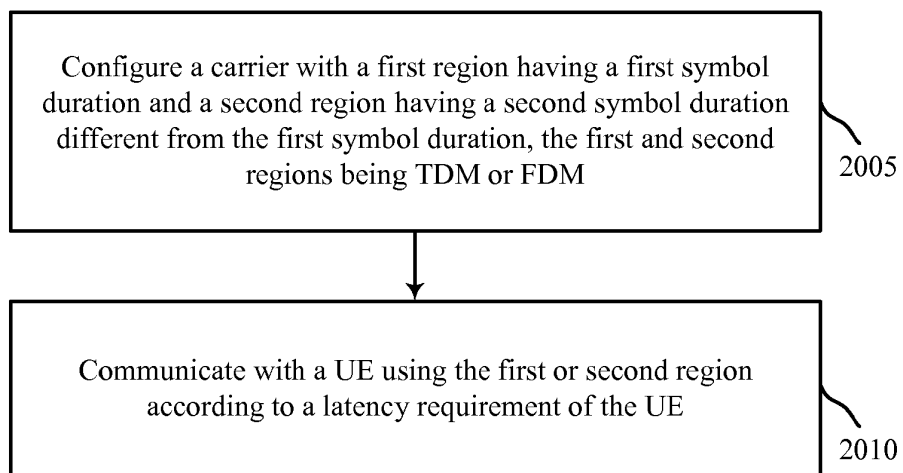 Configure a carrier with a first region having a first symbol
duration and a second region having a second symbol duration
different from the first symbol duration, the first and second
regions being TDM or FDM
2005
Communicate with a UE using the first or second region
according to a latency requirement of the UE
2010